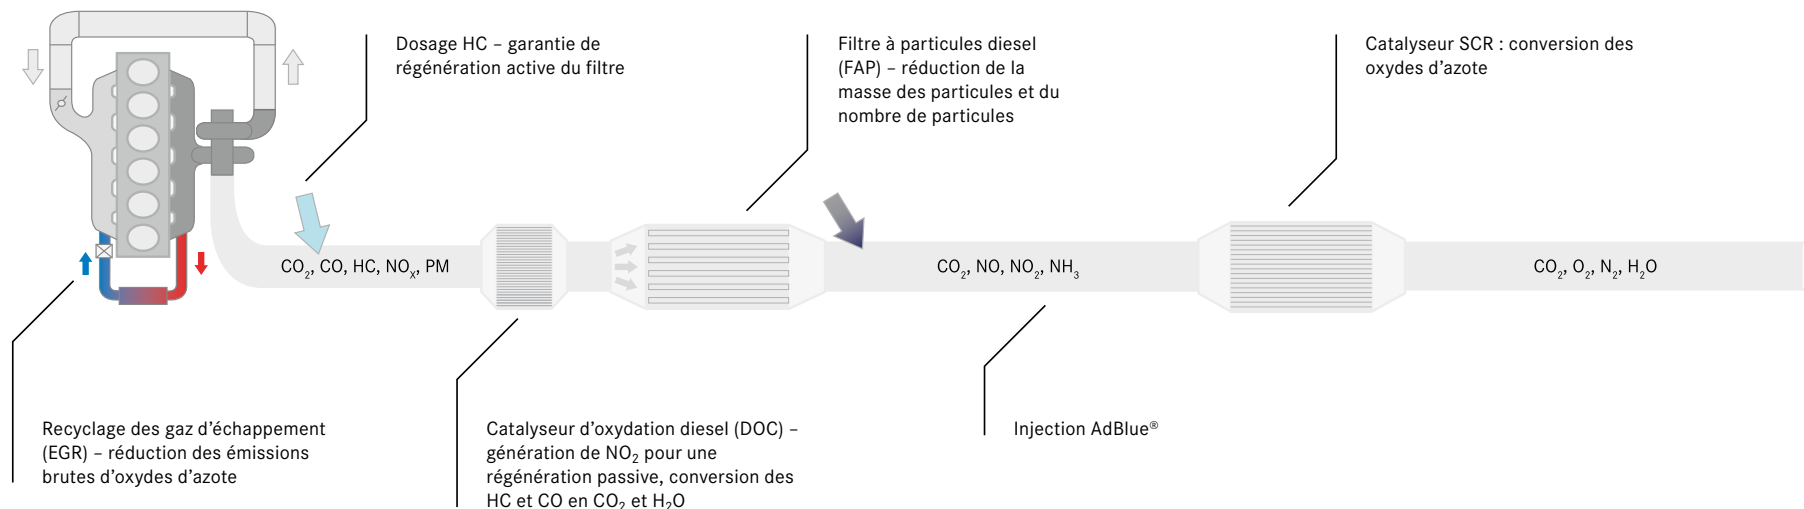 Dosage HC – garantie de
régénération active du filtre
Filtre à particules diesel
(FAP) – réduction de la
masse des particules et du
nombre de particules
Catalyseur SCR : conversion des
oxydes d’azote
CO₂, CO, HC, NOₓ, PM
CO₂, NO, NO₂, NH₃
CO₂, O₂, N₂, H₂O
Recyclage des gaz d’échappement
(EGR) – réduction des émissions
brutes d’oxydes d’azote
Catalyseur d’oxydation diesel (DOC) –
génération de NO₂ pour une
régénération passive, conversion des
HC et CO en CO₂ et H₂O
Injection AdBlue®